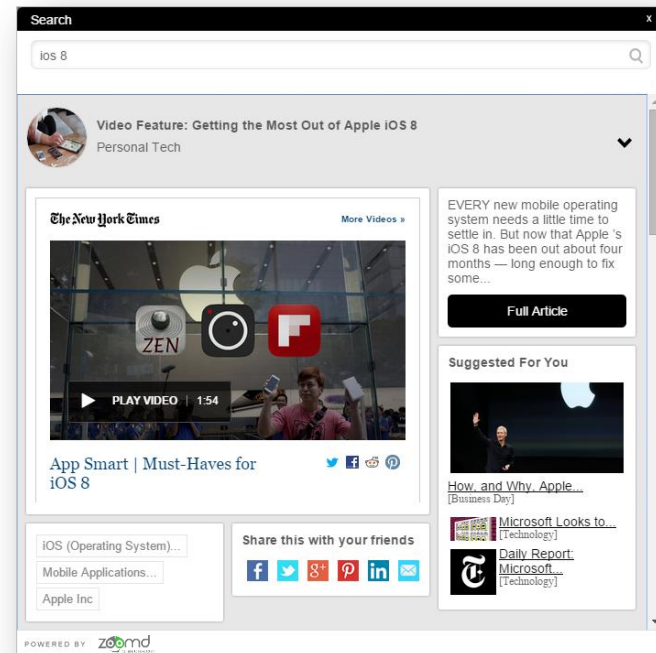 Search
x
ios 8
Video Feature: Getting the Most Out of Apple iOS 8
Personal Tech
The New York Times
More Videos »
ZEN
PLAY VIDEO | 1:54
App Smart | Must-Haves for
iOS 8
EVERY new mobile operating
system needs a little time to
settle in. But now that Apple 's
iOS 8 has been out about four
months — long enough to fix
some...
Full Article
Suggested For You
How, and Why, Apple...
[Business Day]
Microsoft Looks to...
[Technology]
Daily Report:
Microsoft...
[Technology]
iOS (Operating System)...
Mobile Applications...
Apple Inc
Share this with your friends
POWERED BY zoomd